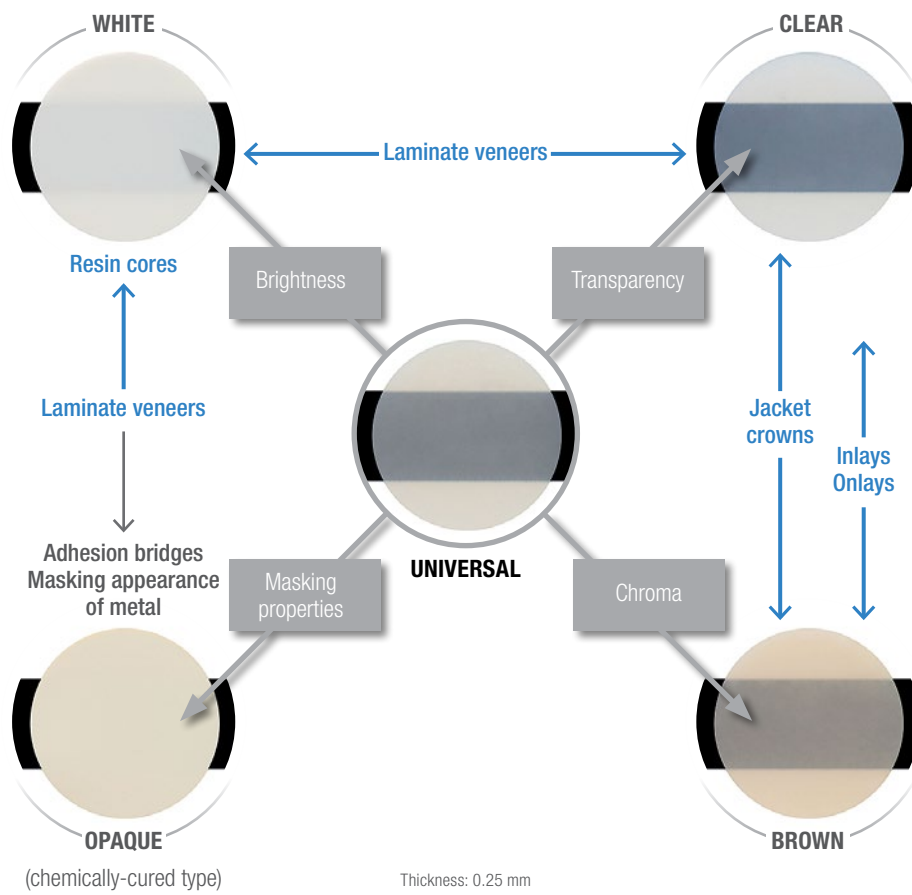 WHITE
CLEAR
Laminate veneers
Resin cores
Brightness
Transparency
Laminate veneers
Jacket
crowns
Inlays
Onlays
Adhesion bridges
Masking appearance
of metal
Masking
properties
UNIVERSAL
Chroma
OPAQUE
(chemically-cured type)
BROWN
Thickness: 0.25 mm